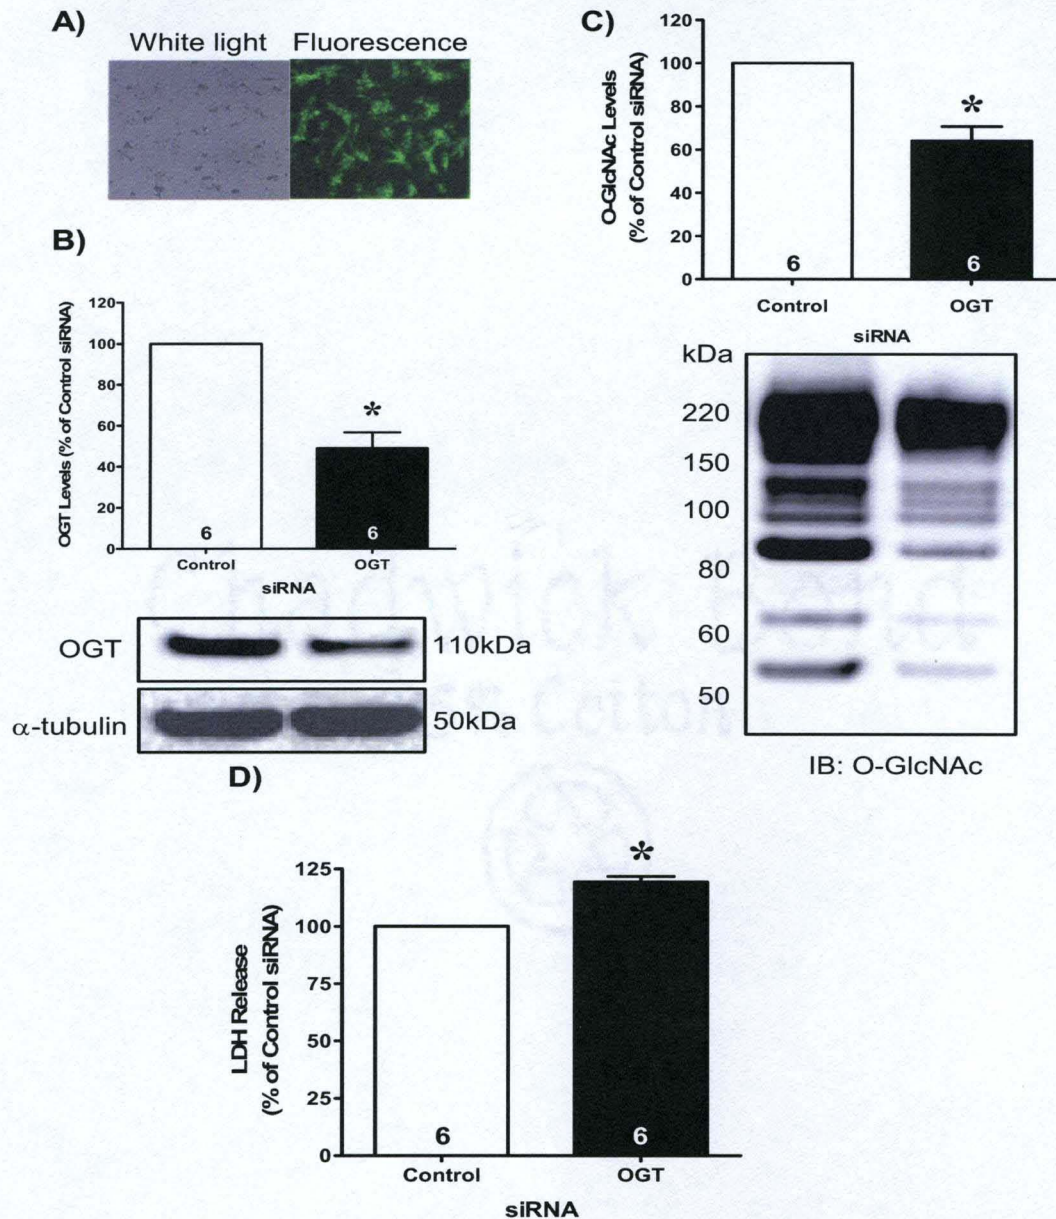 A)
White light Fluorescence
B)
OGT Levels (% of Control siRNA)
120
100
80
60
40
20
0
*
6
6
Control
OGT
siRNA
OGT
110kDa
α-tubulin
50kDa
C)
O-GlcNAc Levels
(% of Control siRNA)
120
100
80
60
40
20
0
*
6
6
Control
OGT
siRNA
kDa
220
150
100
80
60
50
IB: O-GlcNAc
D)
LDH Release
(% of Control siRNA)
125
100
75
50
25
0
*
6
6
Control
OGT
siRNA